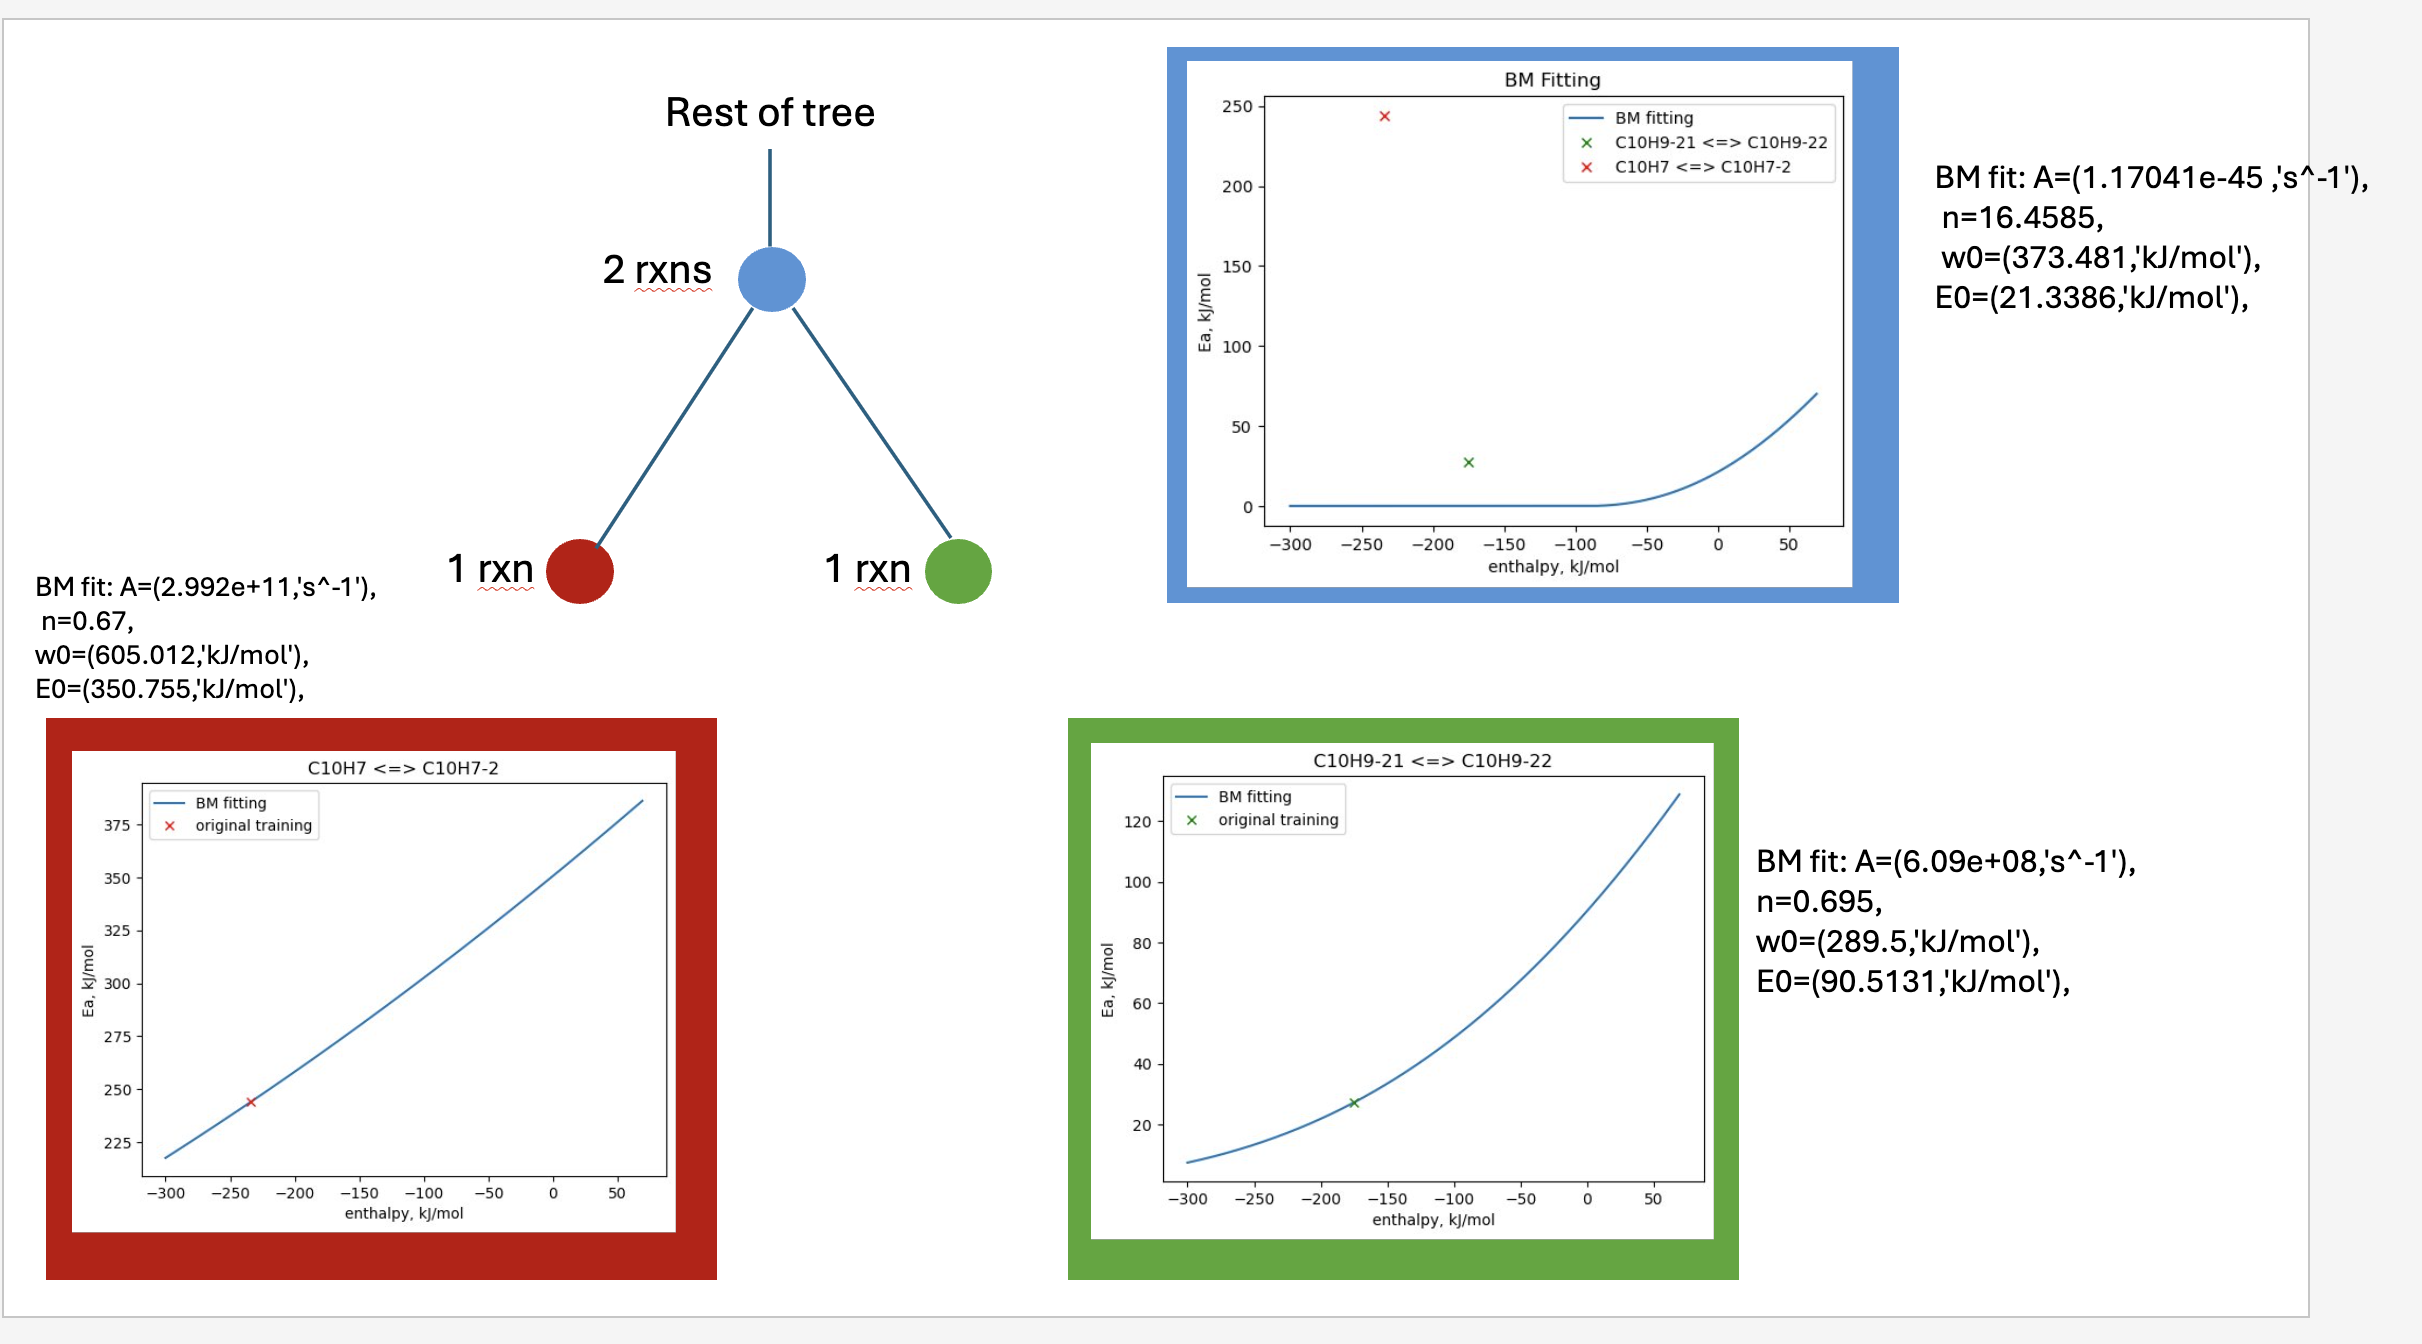 Rest of tree
2 rxns
1 rxn
1 rxn
BM Fitting
BM fitting
C10H9-21 <=> C10H9-22
C10H7 <=> C10H7-2
250
200
150
100
50
0
Ea, kJ/mol
−300 −250 −200 −150 −100 −50 0 50
enthalpy, kJ/mol
BM fit: A=(1.17041e-45 ,'s^-1'),
n=16.4585,
w0=(373.481,'kJ/mol'),
E0=(21.3386,'kJ/mol'),
BM fit: A=(2.992e+11,'s^-1'),
n=0.67,
w0=(605.012,'kJ/mol'),
E0=(350.755,'kJ/mol'),
C10H7 <=> C10H7-2
BM fitting
original training
375
350
325
300
275
250
225
Ea, kJ/mol
−300 −250 −200 −150 −100 −50 0 50
enthalpy, kJ/mol
C10H9-21 <=> C10H9-22
BM fitting
original training
120
100
80
60
40
20
Ea, kJ/mol
−300 −250 −200 −150 −100 −50 0 50
enthalpy, kJ/mol
BM fit: A=(6.09e+08,'s^-1'),
n=0.695,
w0=(289.5,'kJ/mol'),
E0=(90.5131,'kJ/mol'),